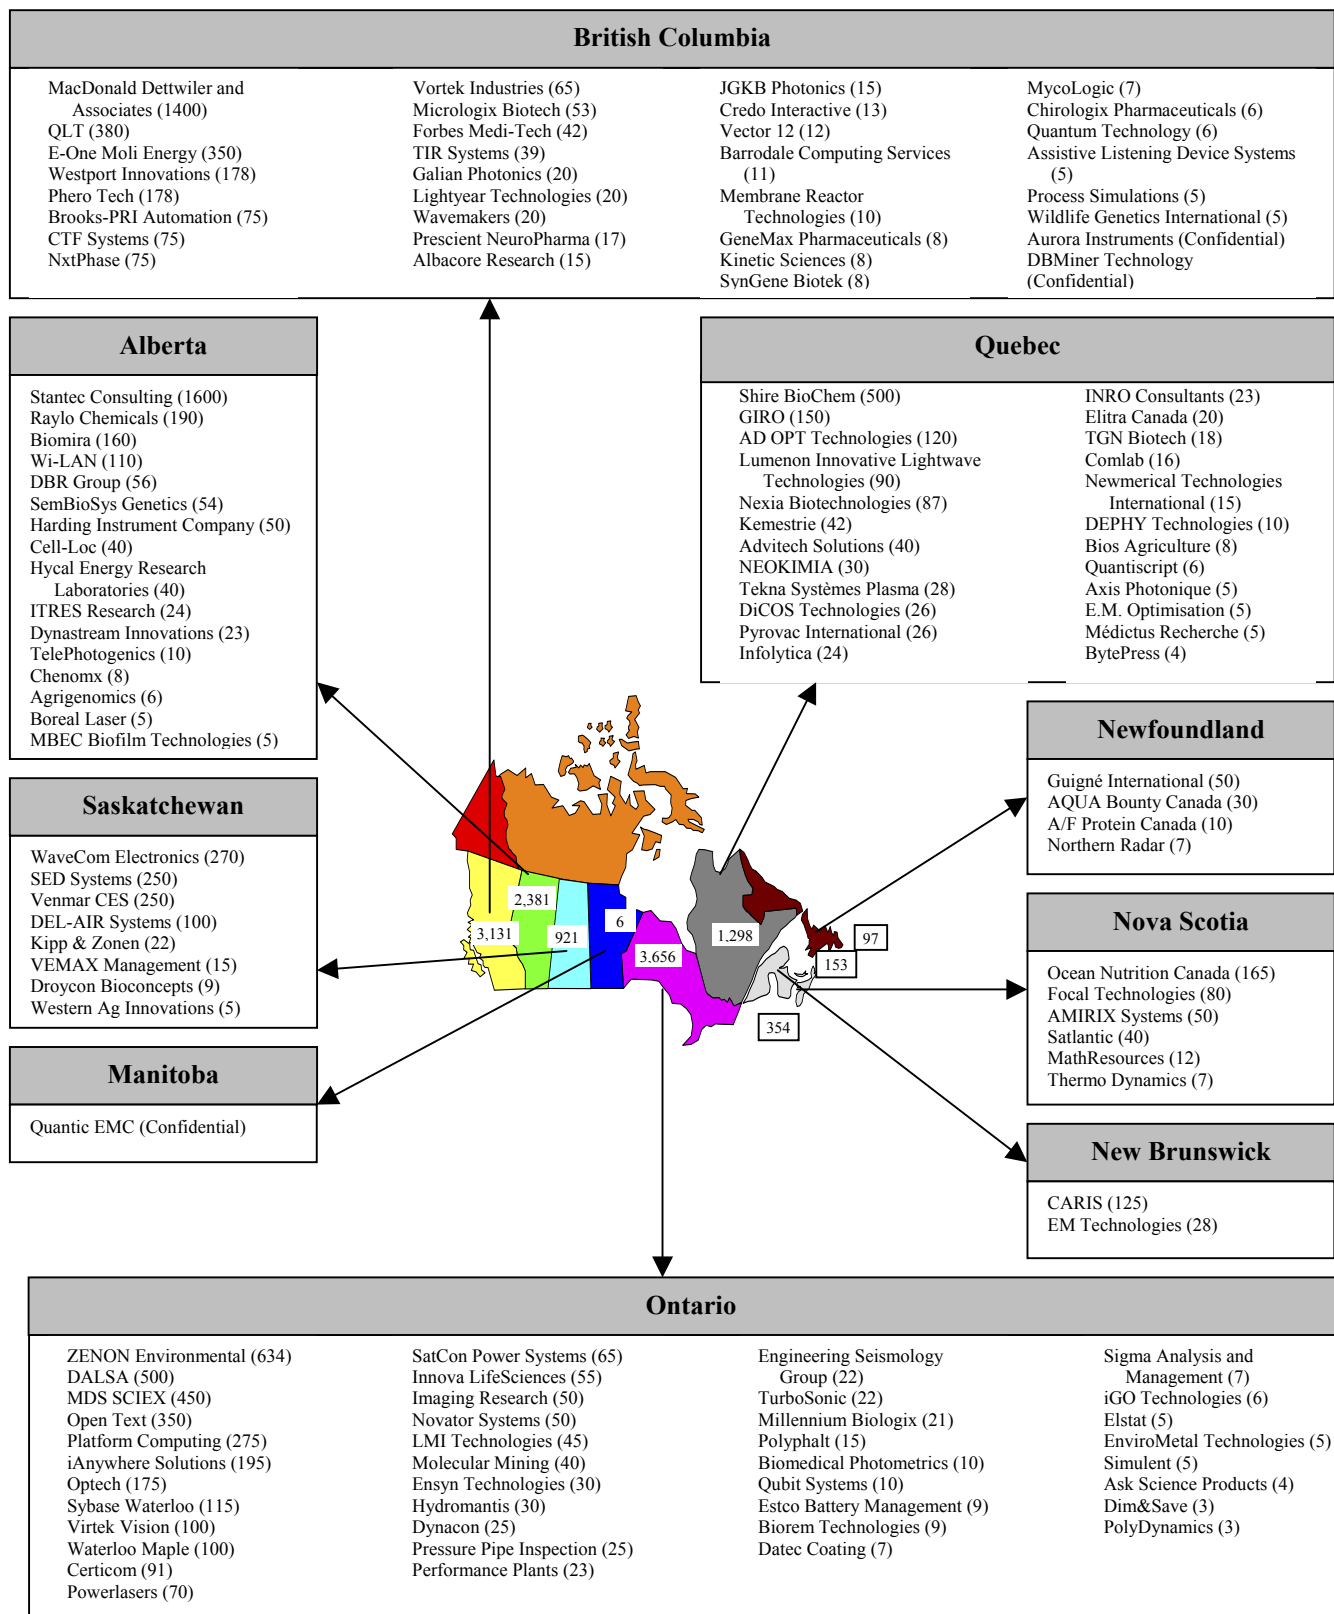 British Columbia
MacDonald Dettwiler and
Associates (1400)
QLT (380)
E-One Moli Energy (350)
Westport Innovations (178)
Phero Tech (178)
Brooks-PRI Automation (75)
CTF Systems (75)
NxtPhase (75)
Vortek Industries (65)
Micrologix Biotech (53)
Forbes Medi-Tech (42)
TIR Systems (39)
Galian Photonics (20)
Lightyear Technologies (20)
Wavemakers (20)
Prescient NeuroPharma (17)
Albacore Research (15)
JGKB Photonics (15)
Credo Interactive (13)
Vector 12 (12)
Barrodale Computing Services
(11)
Membrane Reactor
Technologies (10)
GeneMax Pharmaceuticals (8)
Kinetic Sciences (8)
SynGene Biotek (8)
MycoLogic (7)
Chirologix Pharmaceuticals (6)
Quantum Technology (6)
Assistive Listening Device Systems
(5)
Process Simulations (5)
Wildlife Genetics International (5)
Aurora Instruments (Confidential)
DBMiner Technology
(Confidential)
Alberta
Stantec Consulting (1600)
Raylo Chemicals (190)
Biomira (160)
Wi-LAN (110)
DBR Group (56)
SemBioSys Genetics (54)
Harding Instrument Company (50)
Cell-Loc (40)
Hycal Energy Research
Laboratories (40)
ITRES Research (24)
Dynastream Innovations (23)
TelePhotogenics (10)
Chenomx (8)
Agrigenomics (6)
Boreal Laser (5)
MBEC Biofilm Technologies (5)
Quebec
Shire BioChem (500)
GIRO (150)
AD OPT Technologies (120)
Lumenon Innovative Lightwave
Technologies (90)
Nexia Biotechnologies (87)
Kemestrie (42)
Advitech Solutions (40)
NEOKIMIA (30)
Tekna Systèmes Plasma (28)
DiCOS Technologies (26)
Pyrovac International (26)
Infolytica (24)
INRO Consultants (23)
Elitra Canada (20)
TGN Biotech (18)
Comlab (16)
Newmerical Technologies
International (15)
DEPHY Technologies (10)
Bios Agriculture (8)
Quantiscript (6)
Axis Photonique (5)
E.M. Optimisation (5)
Médictus Recherche (5)
BytePress (4)
Saskatchewan
WaveCom Electronics (270)
SED Systems (250)
Venmar CES (250)
DEL-AIR Systems (100)
Kipp & Zonen (22)
VEMAX Management (15)
Droycon Bioconcepts (9)
Western Ag Innovations (5)
Manitoba
Quantic EMC (Confidential)
3,131
2,381
921
6
3,656
1,298
97
153
354
Newfoundland
Guigné International (50)
AQUA Bounty Canada (30)
A/F Protein Canada (10)
Northern Radar (7)
Nova Scotia
Ocean Nutrition Canada (165)
Focal Technologies (80)
AMIRIX Systems (50)
Satlantic (40)
MathResources (12)
Thermo Dynamics (7)
New Brunswick
CARIS (125)
EM Technologies (28)
Ontario
ZENON Environmental (634)
DALSA (500)
MDS SCIEX (450)
Open Text (350)
Platform Computing (275)
iAnywhere Solutions (195)
Optech (175)
Sybase Waterloo (115)
Virtek Vision (100)
Waterloo Maple (100)
Certicom (91)
Powerlasers (70)
SatCon Power Systems (65)
Innova LifeSciences (55)
Imaging Research (50)
Novator Systems (50)
LMI Technologies (45)
Molecular Mining (40)
Ensyn Technologies (30)
Hydromantis (30)
Dynacon (25)
Pressure Pipe Inspection (25)
Performance Plants (23)
Engineering Seismology
Group (22)
TurboSonic (22)
Millennium Biologix (21)
Polyphalt (15)
Biomedical Photometrics (10)
Qubit Systems (10)
Estco Battery Management (9)
Biorem Technologies (9)
Datec Coating (7)
Sigma Analysis and
Management (7)
iGO Technologies (6)
Elstat (5)
EnviroMetal Technologies (5)
Simulent (5)
Ask Science Products (4)
Dim&Save (3)
PolyDynamics (3)